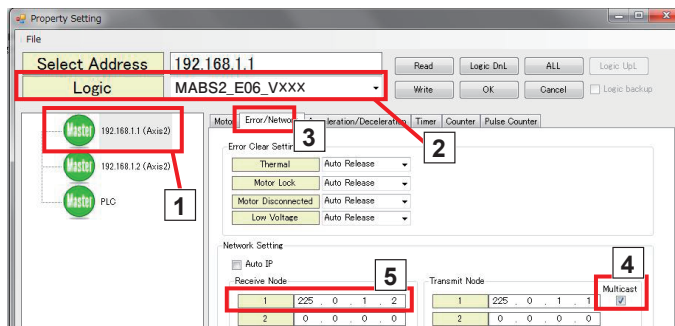 Property Setting
File
Select Address 192.168.1.1 Read Logic DnL ALL Logic UpL
Logic MABS2_E06_VXXX Write OK Cancel Logic backup
Master 192.168.1.1 (Axis2)
Master 192.168.1.2 (Axis2)
Master PLC
1
2
3
Motor Error/Network leration/Deceleration Timer Counter Pulse Counter
Error Clear Settin
Thermal Auto Release
Motor Lock Auto Release
Motor Disconnected Auto Release
Low Voltage Auto Release
Network Setting
Auto IP
5
4
Receive Node Transmit Node Multicast
1 225 . 0 . 1 . 2 1 225 . 0 . 1 . 1
2 0 . 0 . 0 . 0 2 0 . 0 . 0 . 0